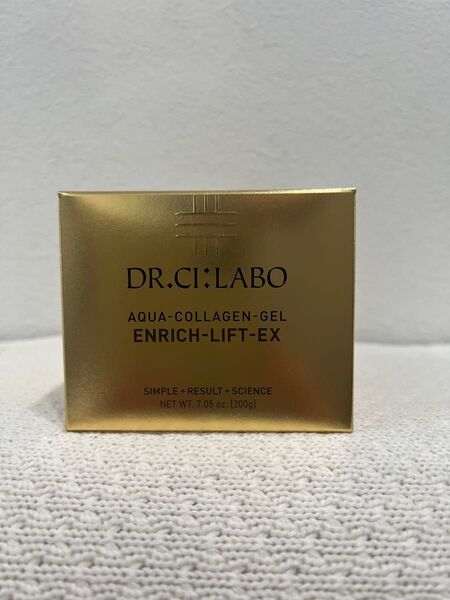 DR.CI:LABO
AQUA-COLLAGEN-GEL
ENRICH-LIFT-EX
SIMPLE+RESULT+SCIENCE
NET WT. 7.05 oz. [200g]